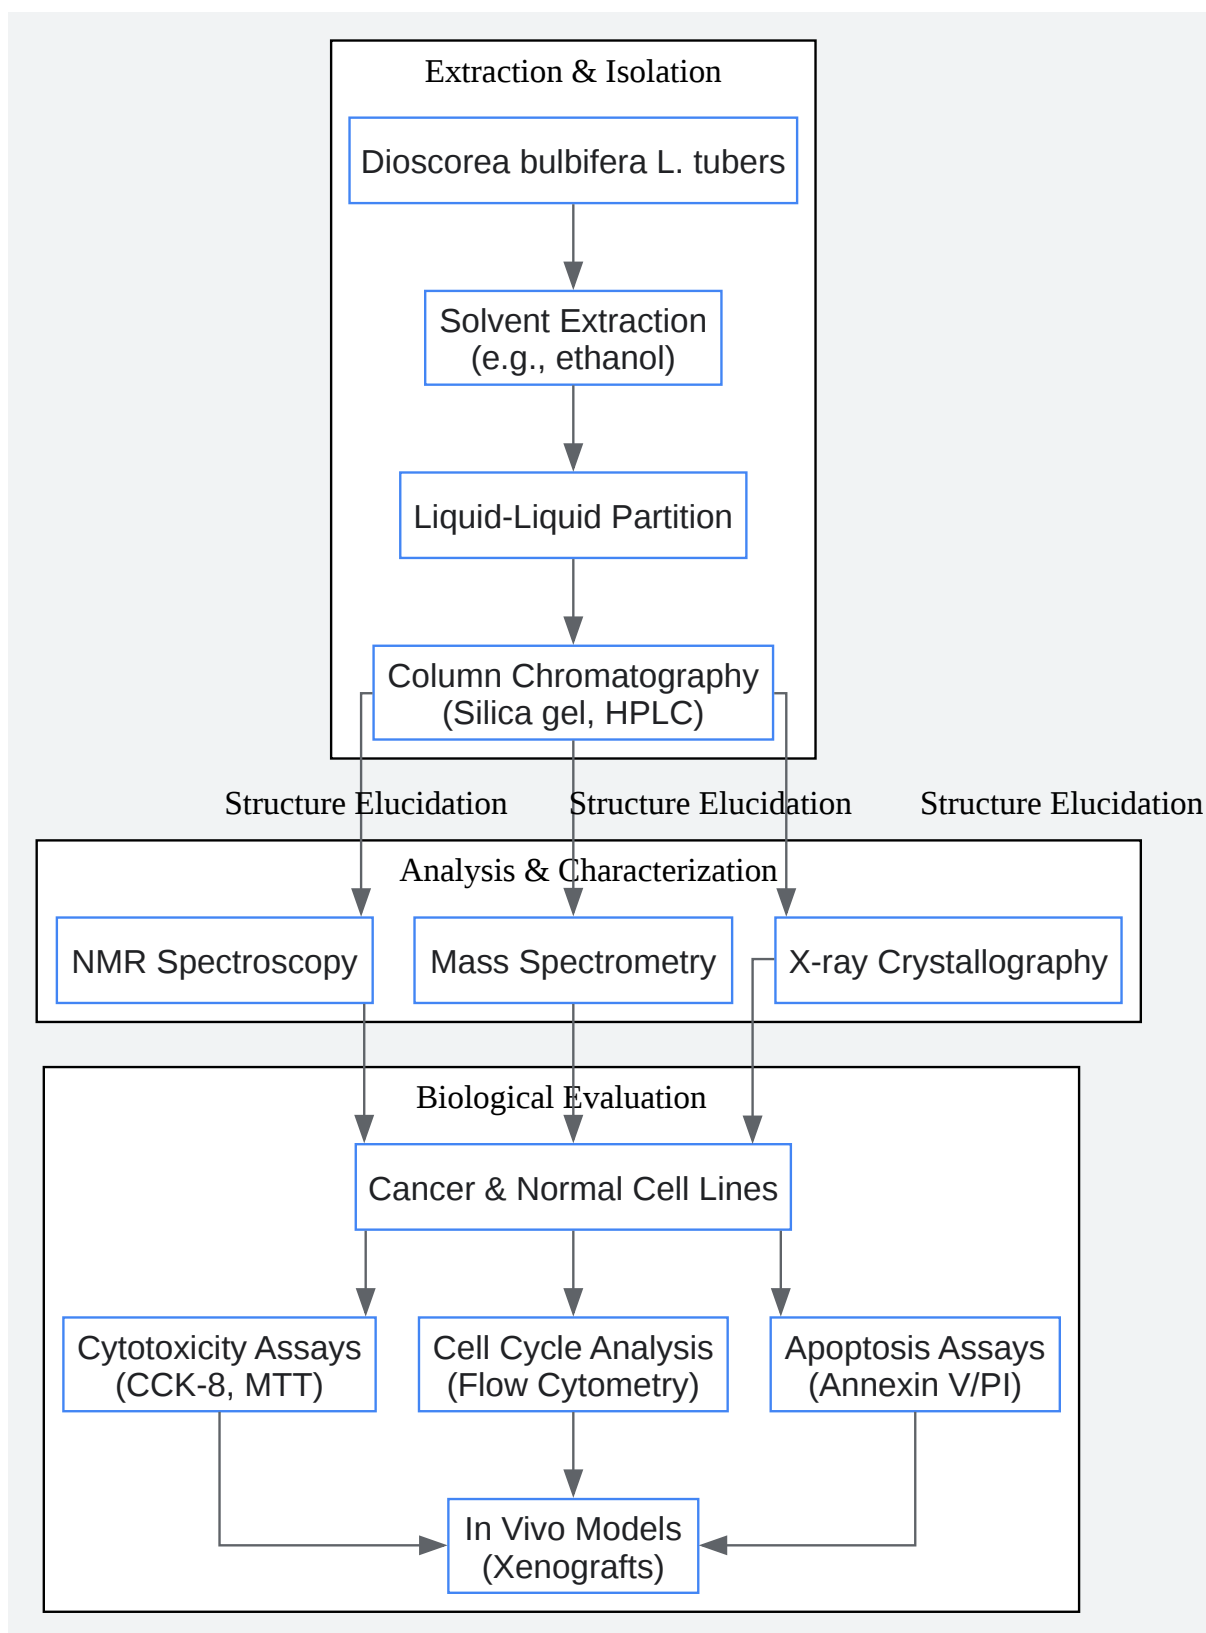 Extraction & Isolation
Dioscorea bulbifera L. tubers
Solvent Extraction
(e.g., ethanol)
Liquid-Liquid Partition
Column Chromatography
(Silica gel, HPLC)
Structure Elucidation
Structure Elucidation
Structure Elucidation
Analysis & Characterization
NMR Spectroscopy
Mass Spectrometry
X-ray Crystallography
Biological Evaluation
Cancer & Normal Cell Lines
Cytotoxicity Assays
(CCK-8, MTT)
Cell Cycle Analysis
(Flow Cytometry)
Apoptosis Assays
(Annexin V/PI)
In Vivo Models
(Xenografts)